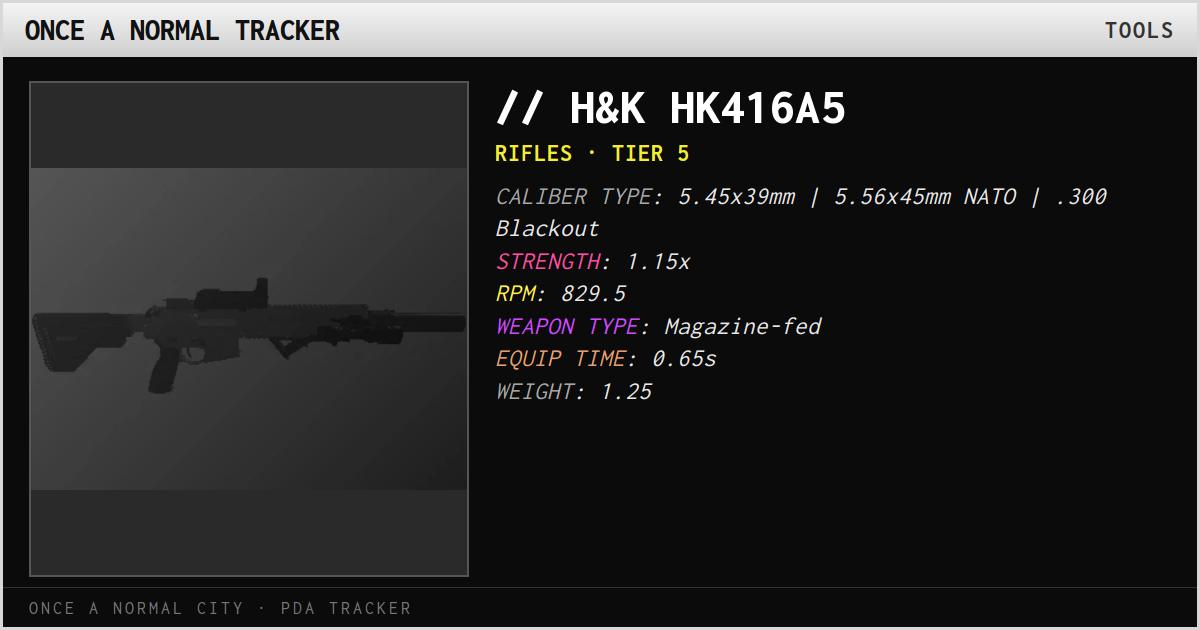 ONCE A NORMAL TRACKER
TOOLS
// H&K HK416A5
RIFLES · TIER 5
CALIBER TYPE: 5.45x39mm | 5.56x45mm NATO | .300
Blackout
STRENGTH: 1.15x
RPM: 829.5
WEAPON TYPE: Magazine-fed
EQUIP TIME: 0.65s
WEIGHT: 1.25
ONCE A NORMAL CITY · PDA TRACKER